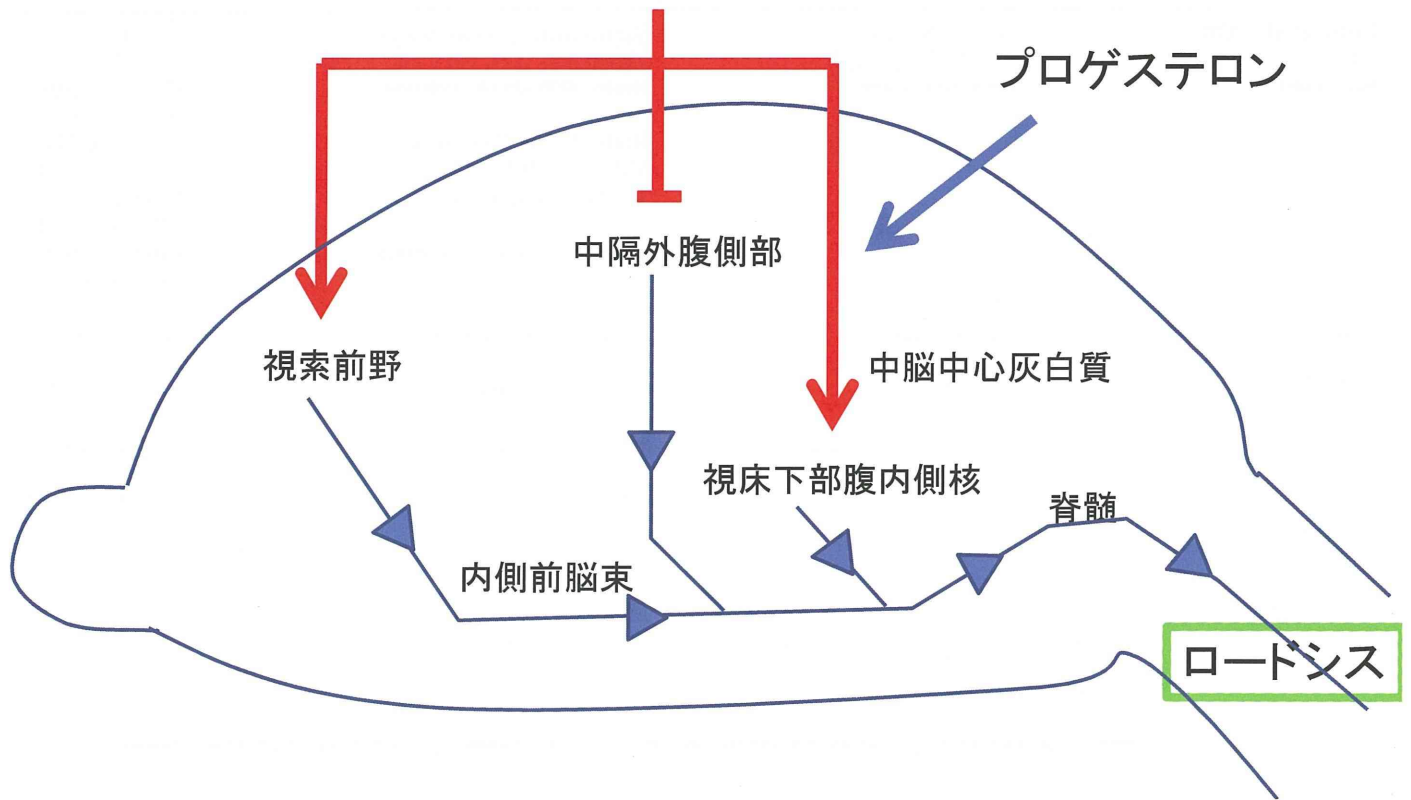 プロゲステロン
中隔外腹側部
視索前野
中脳中心灰白質
視床下部腹内側核
脊髄
内側前脳束
ロードシス